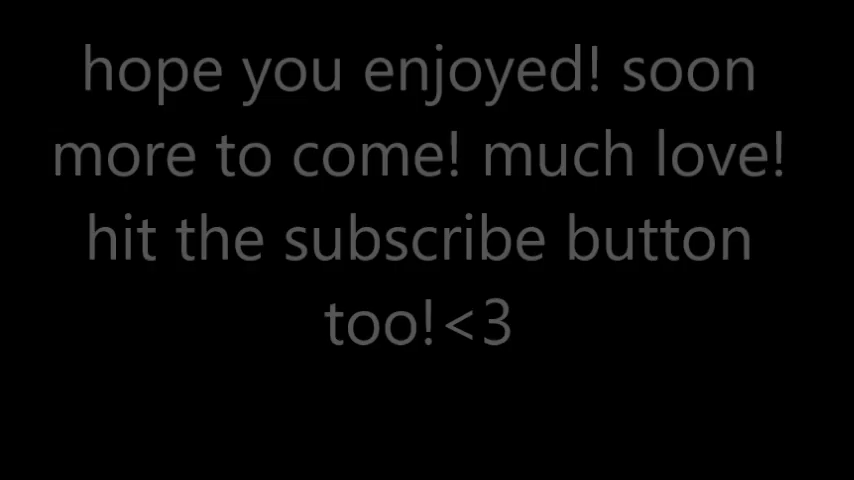 hope you enjoyed! soon
more to come! much love!
hit the subscribe button
too!<3